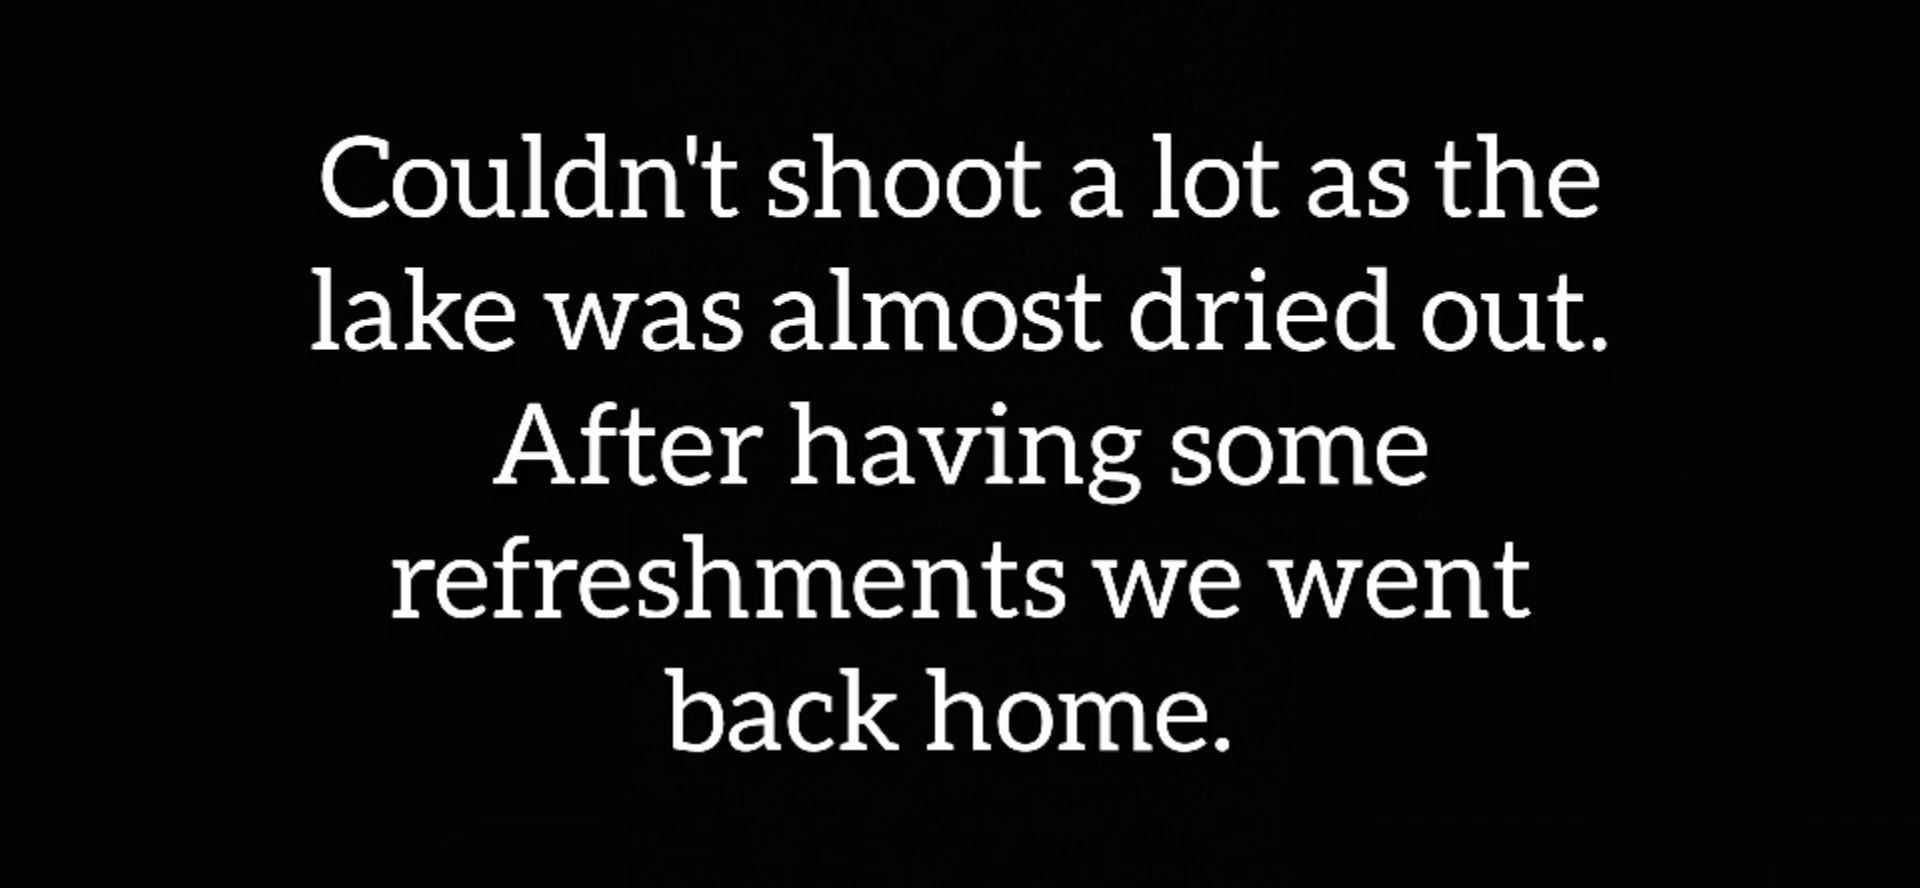 Couldn't shoot a lot as the
lake was almost dried out.
After having some
refreshments we went
back home.